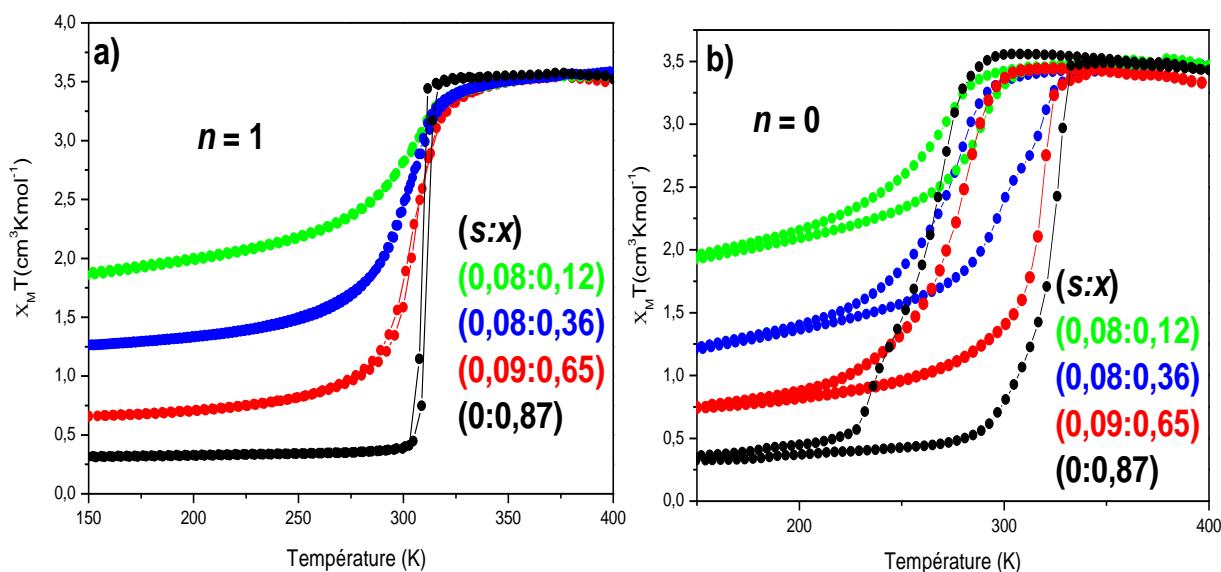 a)
n = 1
(s:x)
(0,08:0,12)
(0,08:0,36)
(0,09:0,65)
(0:0,87)
4,0
3,5
3,0
2,5
2,0
1,5
1,0
0,5
0,0
150 200 250 300 350 400
Température (K)
X_M T(cm³Kmol⁻¹)
b)
n = 0
(s:x)
(0,08:0,12)
(0,08:0,36)
(0,09:0,65)
(0:0,87)
3,5
3,0
2,5
2,0
1,5
1,0
0,5
0,0
200 300 400
Température (K)
X_M T(cm³Kmol⁻¹)